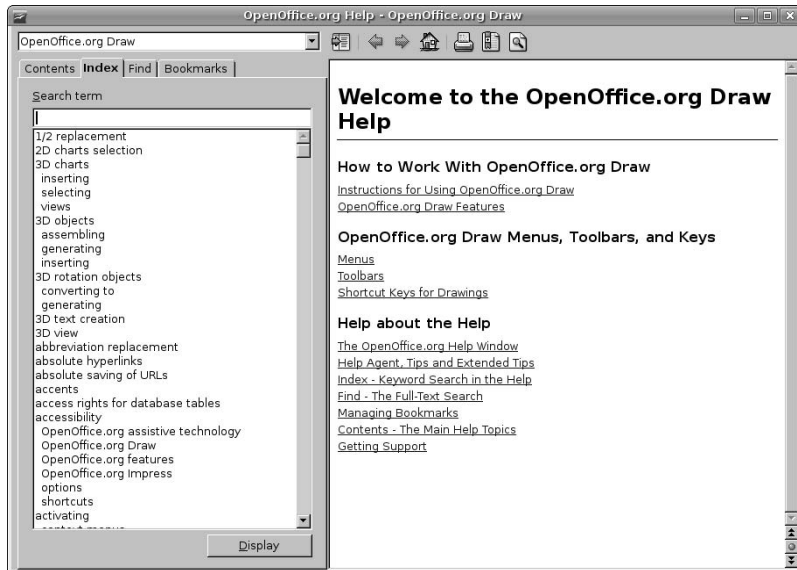 OpenOffice.org Help - OpenOffice.org Draw
OpenOffice.org Draw
Contents Index Find Bookmarks
Search term
1/2 replacement
2D charts selection
3D charts
inserting
selecting
views
3D objects
assembling
generating
inserting
3D rotation objects
converting to
generating
3D text creation
3D view
abbreviation replacement
absolute hyperlinks
absolute saving of URLs
accents
access rights for database tables
accessibility
OpenOffice.org assistive technology
OpenOffice.org Draw
OpenOffice.org features
OpenOffice.org Impress
options
shortcuts
activating
Display
Welcome to the OpenOffice.org Draw
Help
How to Work With OpenOffice.org Draw
Instructions for Using OpenOffice.org Draw
OpenOffice.org Draw Features
OpenOffice.org Draw Menus, Toolbars, and Keys
Menus
Toolbars
Shortcut Keys for Drawings
Help about the Help
The OpenOffice.org Help Window
Help Agent, Tips and Extended Tips
Index - Keyword Search in the Help
Find - The Full-Text Search
Managing Bookmarks
Contents - The Main Help Topics
Getting Support